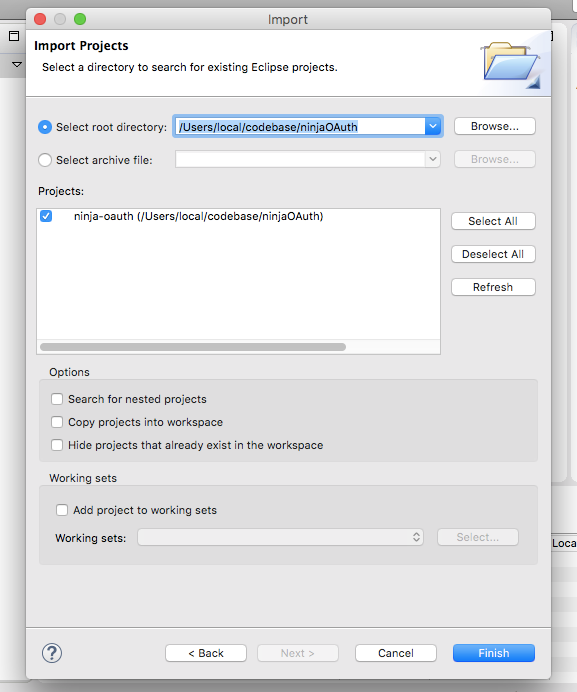 Import
Import Projects
Select a directory to search for existing Eclipse projects.
Select root directory: /Users/local/codebase/ninjaOAuth Browse...
Select archive file: Browse...
Projects:
ninja-oauth (/Users/local/codebase/ninjaOAuth)
Select All
Deselect All
Refresh
Options
Search for nested projects
Copy projects into workspace
Hide projects that already exist in the workspace
Working sets
Add project to working sets
Working sets: Select...
Loca
? < Back Next > Cancel Finish